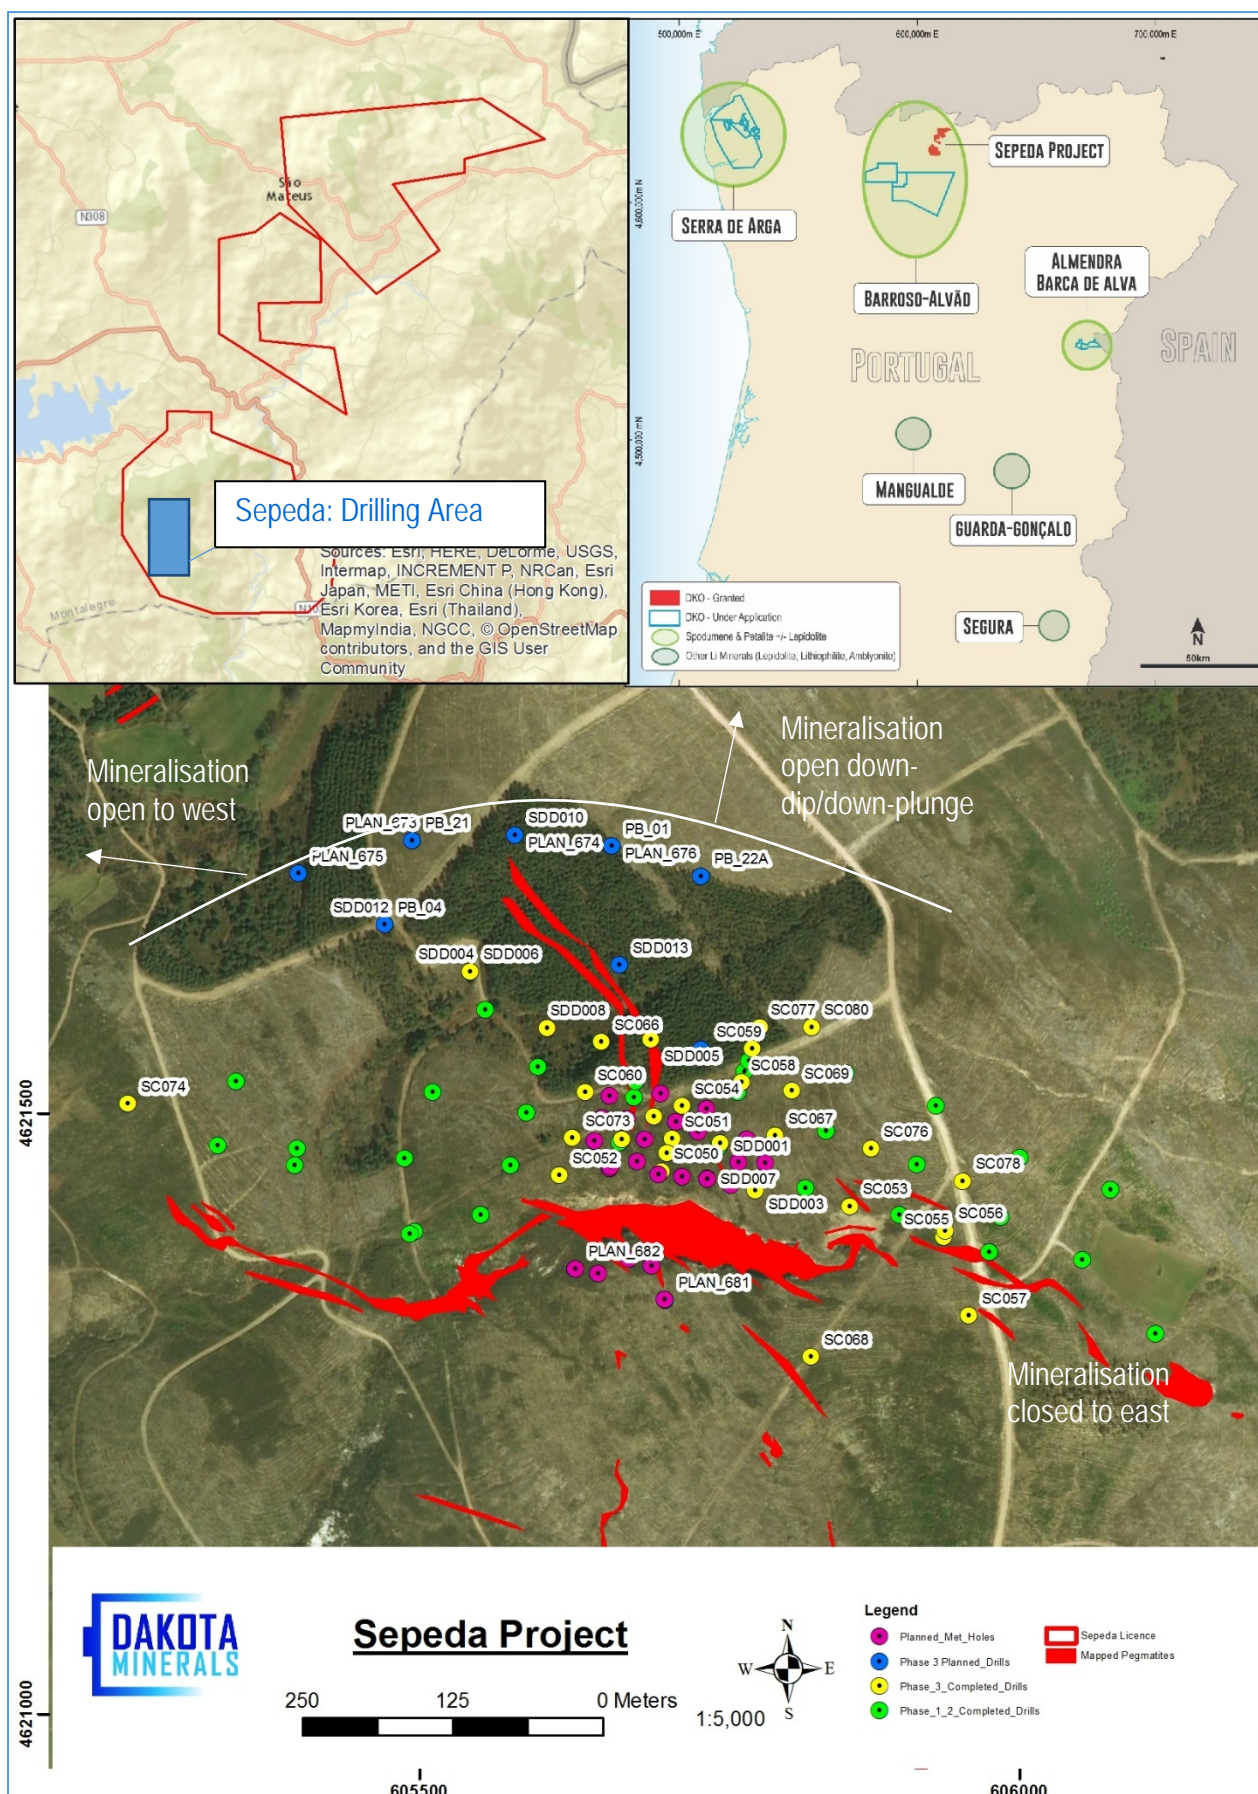 São
Mateus
N308
Sepeda: Drilling Area
Sources: Esri, HERE, DeLorme, USGS,
Intermap, INCREMENT P, NRCan, Esri
Japan, METI, Esri China (Hong Kong),
Esri Korea, Esri (Thailand),
MapmyIndia, NGCC, © OpenStreetMap
contributors, and the GIS User
Community
Montalegre
500,000m E
600,000m E
700,000m E
4,600,000m N
4,500,000 mN
SEPEDA PROJECT
SERRA DE ARGA
BARROSO-ALVÃO
ALMENDRA
BARCA DE ALVA
PORTUGAL
SPAIN
MANGUALDE
GUARDA-GONÇALO
SEGURA
DKO - Granted
DKO - Under Application
Spodumene & Petalite +/- Lepidolite
Other Li Minerals (Lepidolite, Lithiophilite, Amblyonite)
N
50km
Mineralisation
open to west
Mineralisation
open down-
dip/down-plunge
PLAN_673 PB_21
SDD010
PLAN_674
PB_01
PLAN_676
PLAN_675
PB_22A
SDD012 PB_04
SDD004 SDD006
SDD013
SDD008
SC066
SC077 SC080
SC059
SDD005
SC058
SC074
SC060
SC054
SC069
SC073
SC051
SC067
SC076
SC052
SC050
SDD001
SDD007
SC078
SDD003
SC053
SC055
SC056
PLAN_682
PLAN_681
SC057
SC068
Mineralisation
closed to east
4621500
4621000
DAKOTA
MINERALS
Sepeda Project
250 125 0 Meters
1:5,000
N
W E
S
Legend
Planned_Met_Holes
Phase 3 Planned_Drills
Phase_3_Completed_Drills
Phase_1_2_Completed_Drills
Sepeda Licence
Mapped Pegmatites
605500
606000